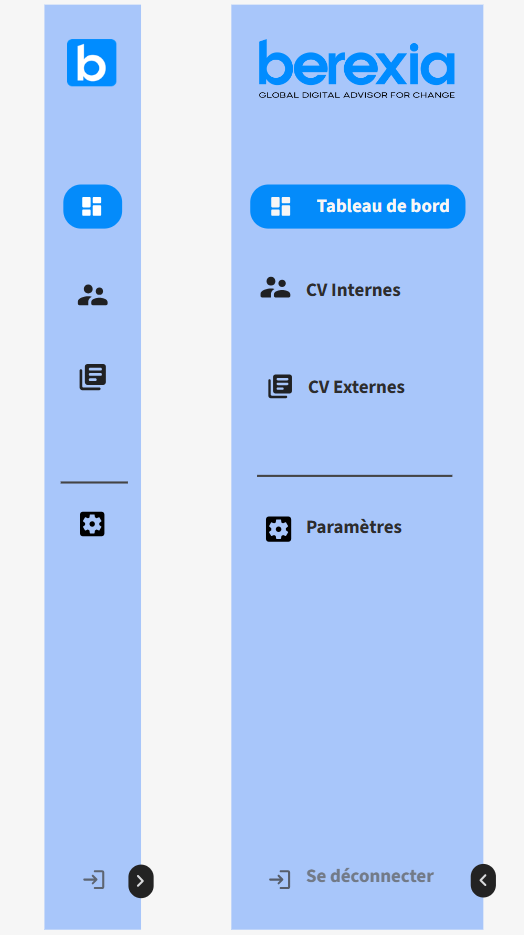 b
berexia
GLOBAL DIGITAL ADVISOR FOR CHANGE
Tableau de bord
CV Internes
CV Externes
Paramètres
Se déconnecter